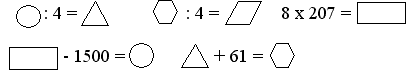 : 4 = : 4 = 8 x 207 =
- 1500 = + 61 =